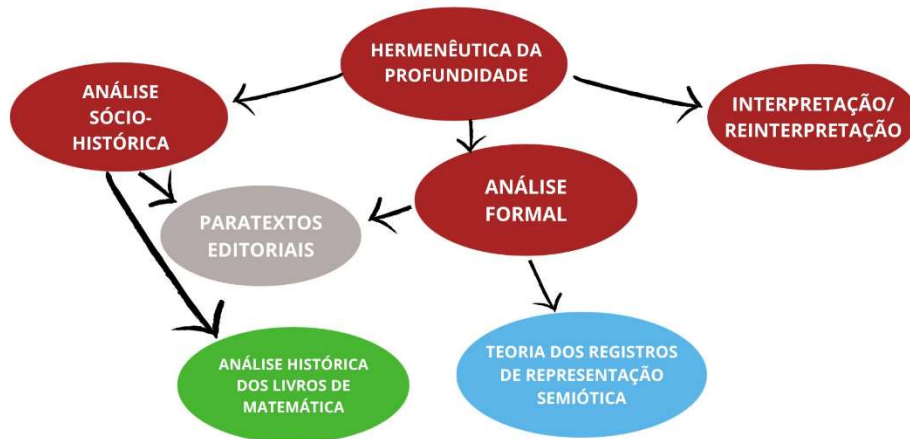 HERMENÊUTICA DA
PROFUNDIDADE
ANÁLISE
SÓCIO-
HISTÓRICA
INTERPRETAÇÃO/
REINTERPRETAÇÃO
ANÁLISE
FORMAL
PARATEXTOS
EDITORIAIS
ANÁLISE HISTÓRICA
DOS LIVROS DE
MATEMÁTICA
TEORIA DOS REGISTROS
DE REPRESENTAÇÃO
SEMIÓTICA